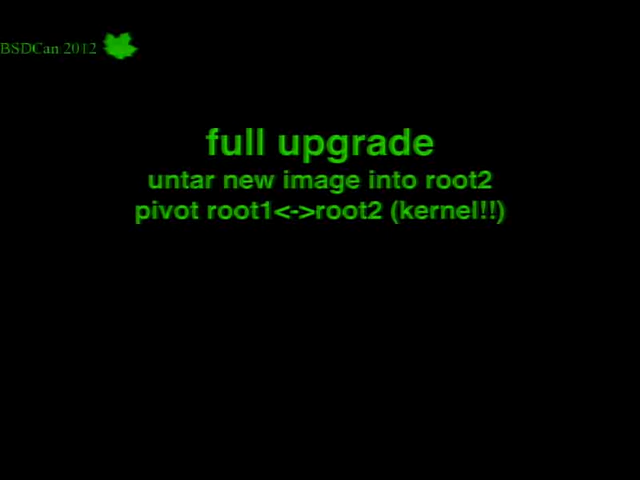 BSDCan 2012
full upgrade
untar new image into root2
pivot root1<->root2 (kernel!!)